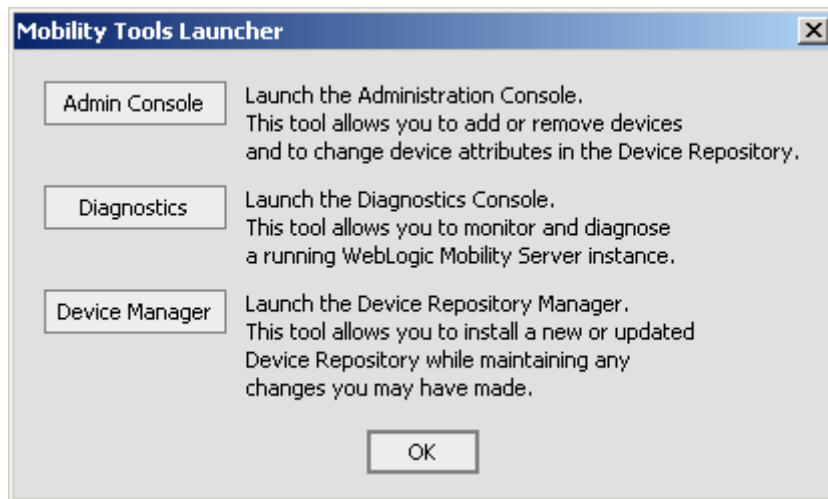 Mobility Tools Launcher
Admin Console
Launch the Administration Console.
This tool allows you to add or remove devices
and to change device attributes in the Device Repository.
Diagnostics
Launch the Diagnostics Console.
This tool allows you to monitor and diagnose
a running WebLogic Mobility Server instance.
Device Manager
Launch the Device Repository Manager.
This tool allows you to install a new or updated
Device Repository while maintaining any
changes you may have made.
OK